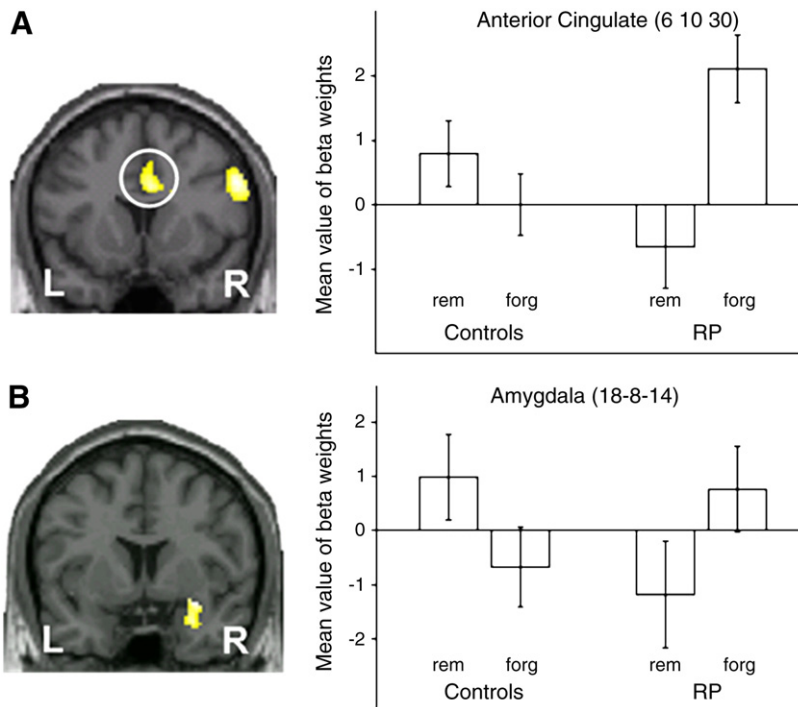 A
Anterior Cingulate (6 10 30)
Mean value of beta weights
2
1
0
-1
L R
rem forg rem forg
Controls RP
B
Amygdala (18-8-14)
Mean value of beta weights
2
1
0
-1
-2
L R
rem forg rem forg
Controls RP